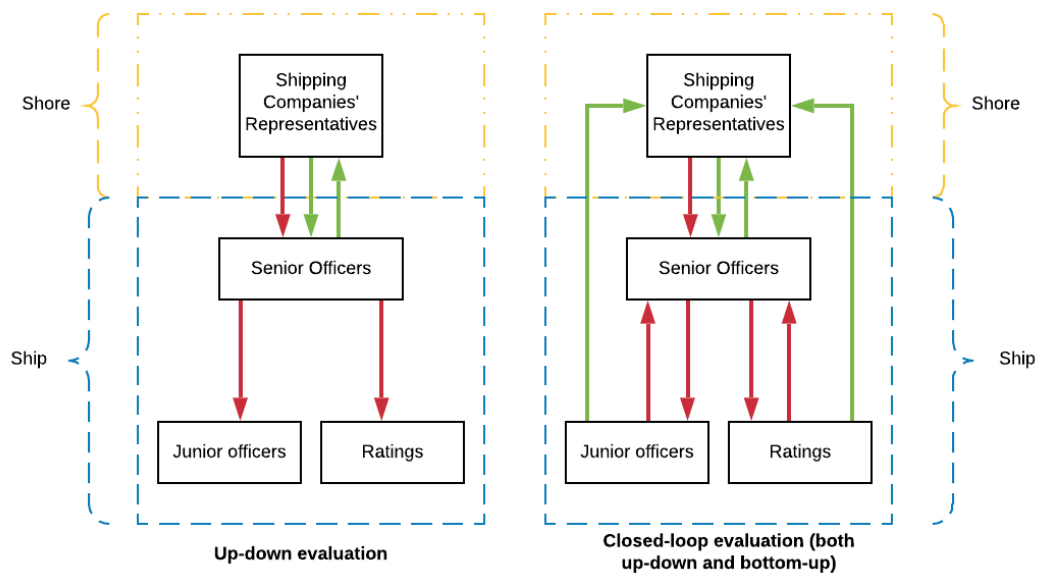 Shore
Shipping
Companies'
Representatives
Senior Officers
Ship
Junior officers
Ratings
Up-down evaluation
Shipping
Companies'
Representatives
Shore
Senior Officers
Ship
Junior officers
Ratings
Closed-loop evaluation (both
up-down and bottom-up)